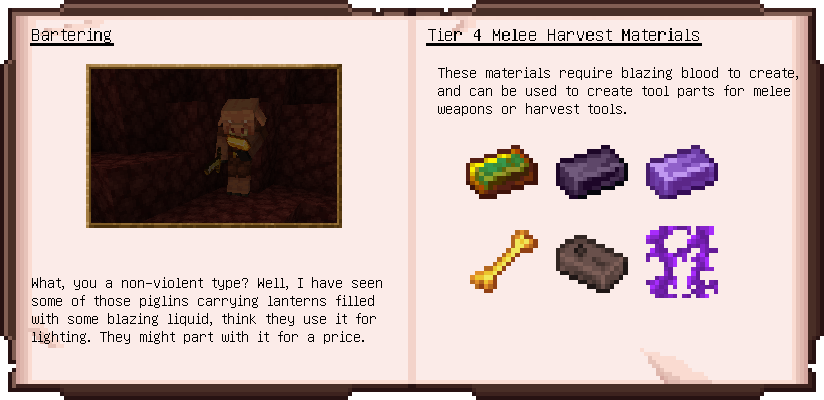 Bartering
What, you a non-violent type? Well, I have seen
some of those piglins carrying lanterns filled
with some blazing liquid, think they use it for
lighting. They might part with it for a price.
Tier 4 Melee Harvest Materials
These materials require blazing blood to create,
and can be used to create tool parts for melee
weapons or harvest tools.